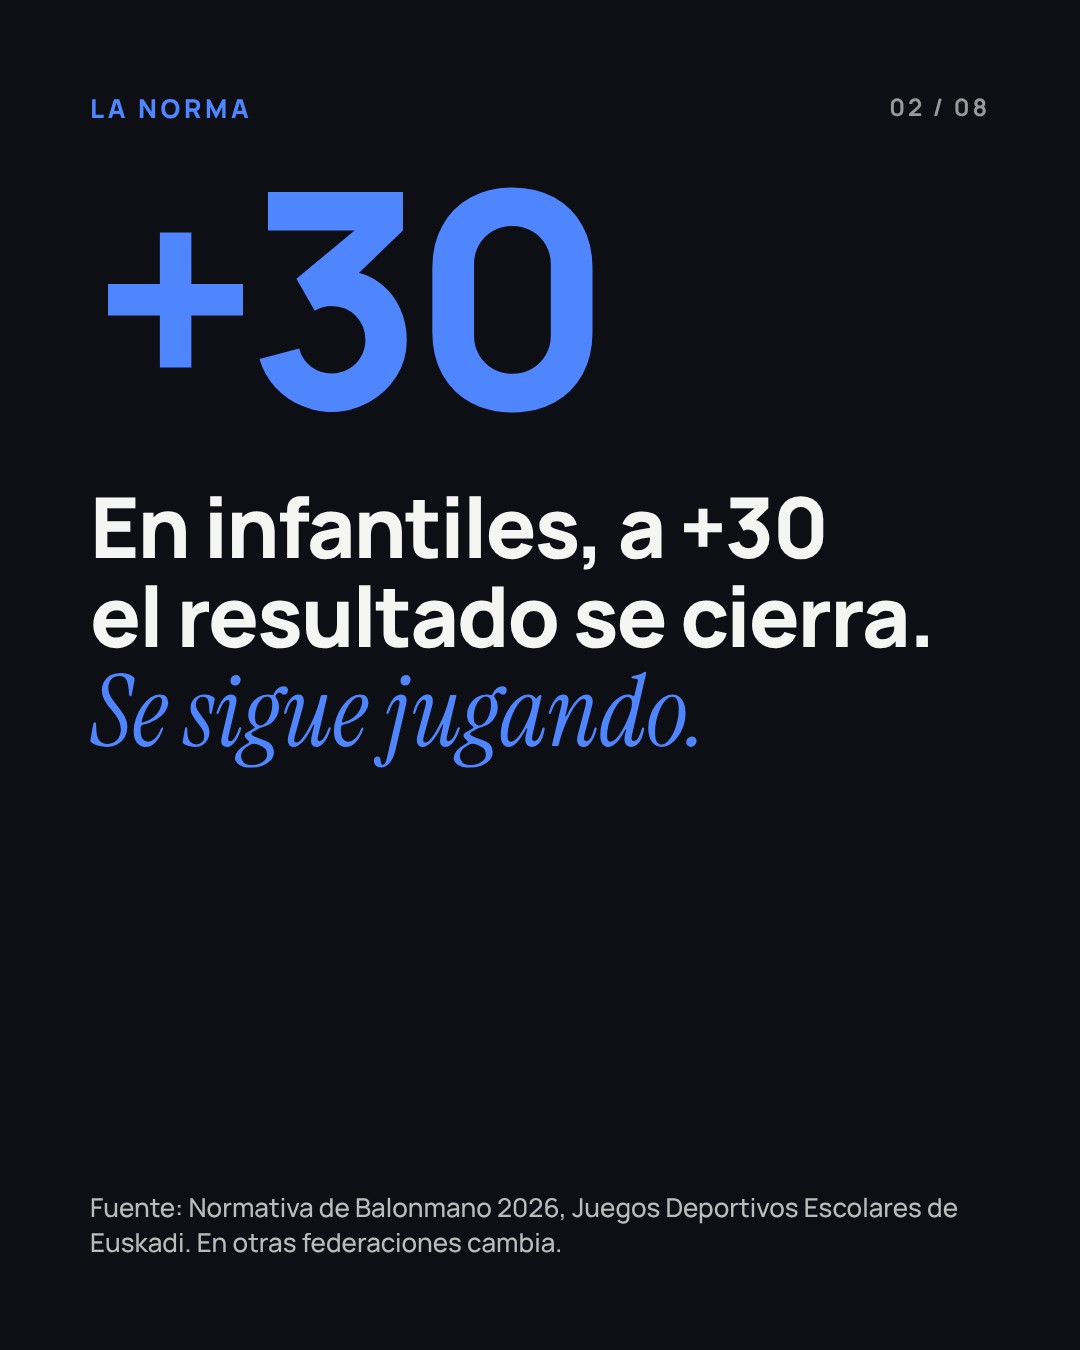 LA NORMA
02 / 08
+30
En infantiles, a +30
el resultado se cierra.
Se sigue jugando.
Fuente: Normativa de Balonmano 2026, Juegos Deportivos Escolares de
Euskadi. En otras federaciones cambia.